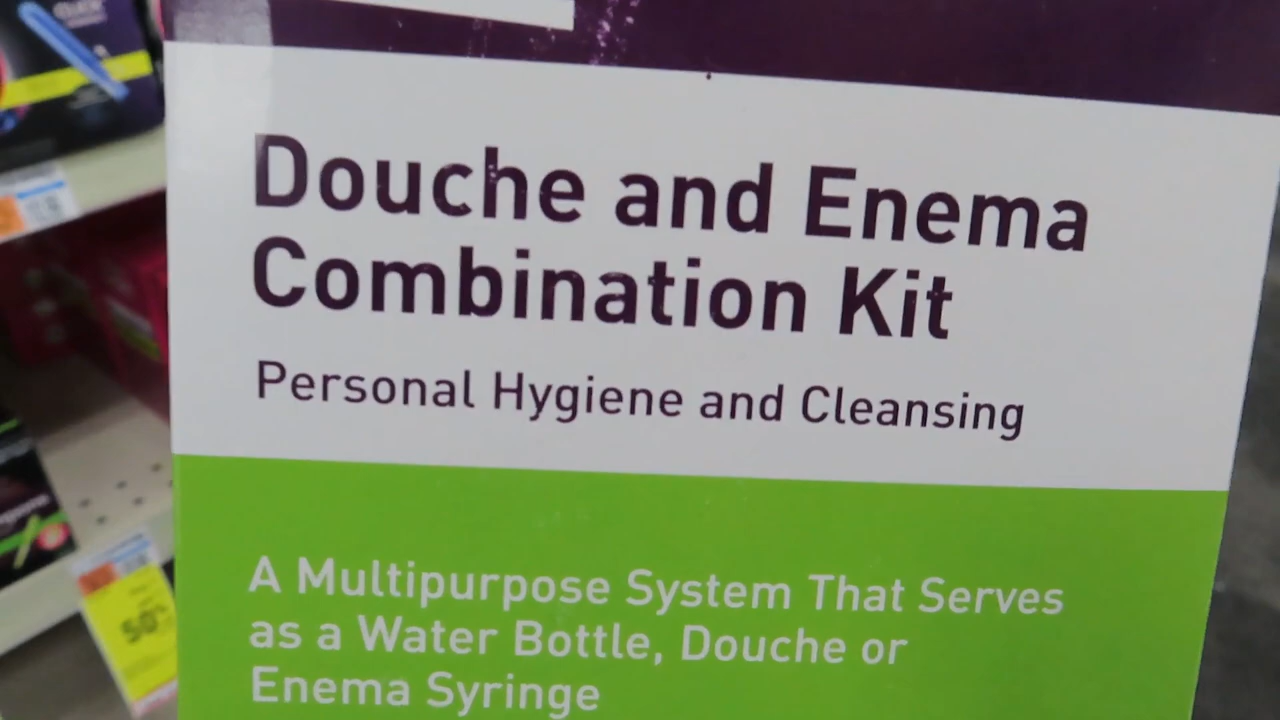 Douche and Enema
Combination Kit
Personal Hygiene and Cleansing
A Multipurpose System That Serves
as a Water Bottle, Douche or
Enema Syringe
50%